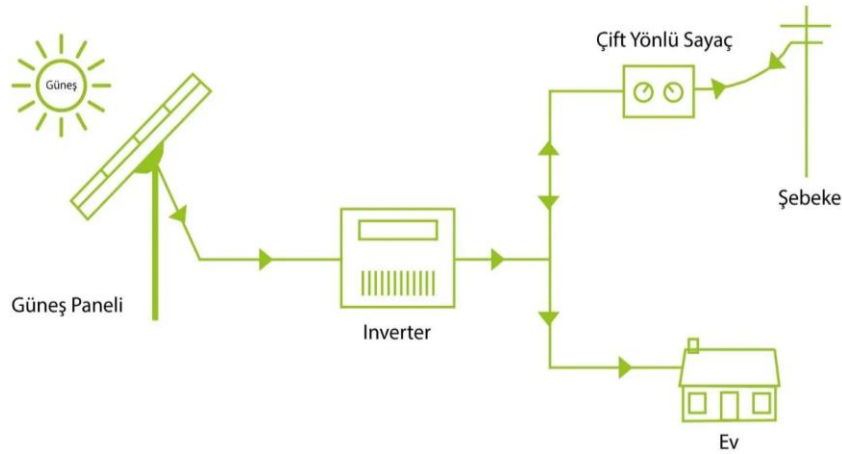 Güneş
Çift Yönlü Sayaç
Şebeke
Güneş Paneli
Inverter
Ev